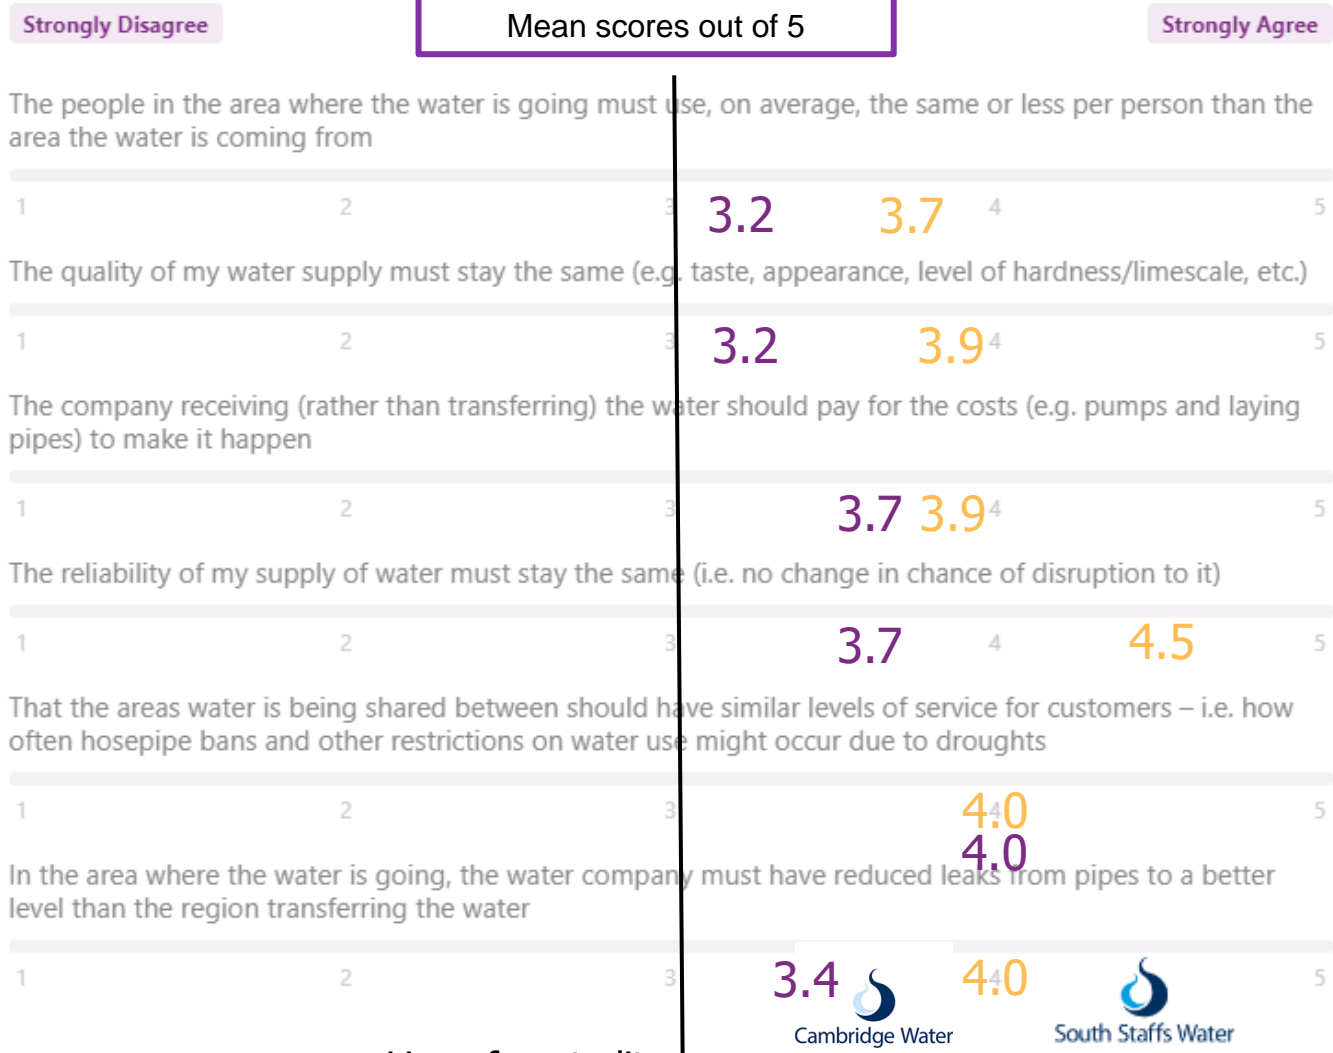 Strongly Disagree
Mean scores out of 5
Strongly Agree
The people in the area where the water is going must use, on average, the same or less per person than the
area the water is coming from
1 2 3 3.2 3.7 4 5
The quality of my water supply must stay the same (e.g. taste, appearance, level of hardness/limescale, etc.)
1 2 3 3.2 3.9 4 5
The company receiving (rather than transferring) the water should pay for the costs (e.g. pumps and laying
pipes) to make it happen
1 2 3 3.7 3.9 4 5
The reliability of my supply of water must stay the same (i.e. no change in chance of disruption to it)
1 2 3 3.7 4 4.5 5
That the areas water is being shared between should have similar levels of service for customers – i.e. how
often hosepipe bans and other restrictions on water use might occur due to droughts
1 2 3 4 4.0 5
4.0
In the area where the water is going, the water company must have reduced leaks from pipes to a better
level than the region transferring the water
1 2 3 3.4 4 4.0 5
Cambridge Water
South Staffs Water